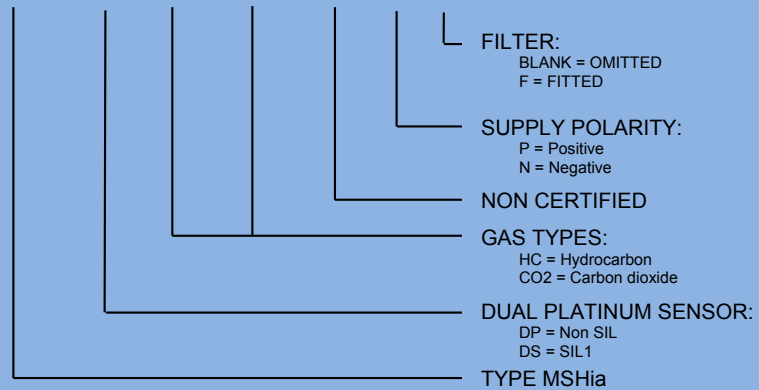 FILTER:
BLANK = OMITTED
F = FITTED
SUPPLY POLARITY:
P = Positive
N = Negative
NON CERTIFIED
GAS TYPES:
HC = Hydrocarbon
CO2 = Carbon dioxide
DUAL PLATINUM SENSOR:
DP = Non SIL
DS = SIL1
TYPE MSHia